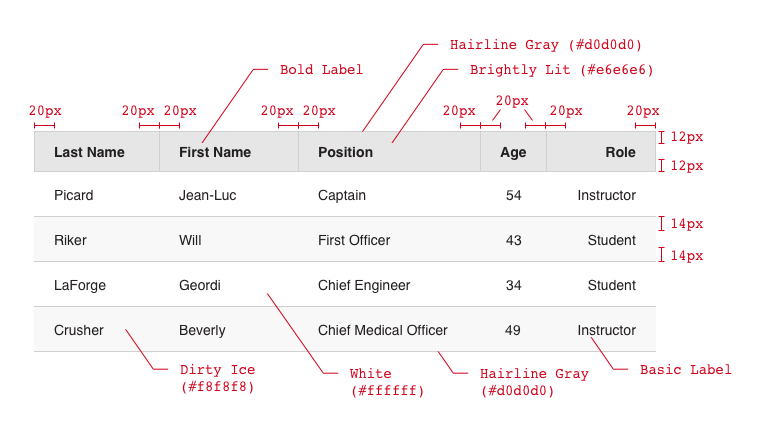 Hairline Gray (#d0d0d0)
Bold Label
Brightly Lit (#e6e6e6)
20px
20px 20px 20px 20px 20px 20px 20px 20px
12px
Last Name First Name Position Age Role
12px
Picard Jean-Luc Captain 54 Instructor
14px
Riker Will First Officer 43 Student
14px
LaForge Geordi Chief Engineer 34 Student
Crusher Beverly Chief Medical Officer 49 Instructor
Dirty Ice White Hairline Gray Basic Label
(#f8f8f8) (#ffffff) (#d0d0d0)